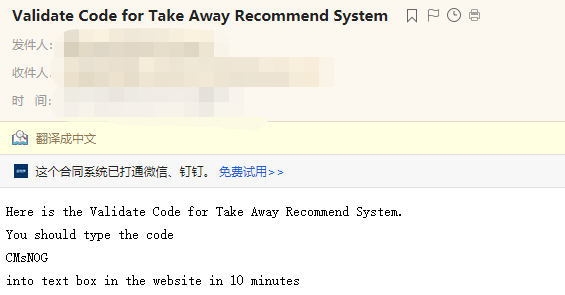 Validate Code for Take Away Recommend System
发件人:
收件人:
时 间:
翻译成中文
这个合同系统已打通微信、钉钉。 免费试用>>
Here is the Validate Code for Take Away Recommend System.
You should type the code
CMsNOG
into text box in the website in 10 minutes